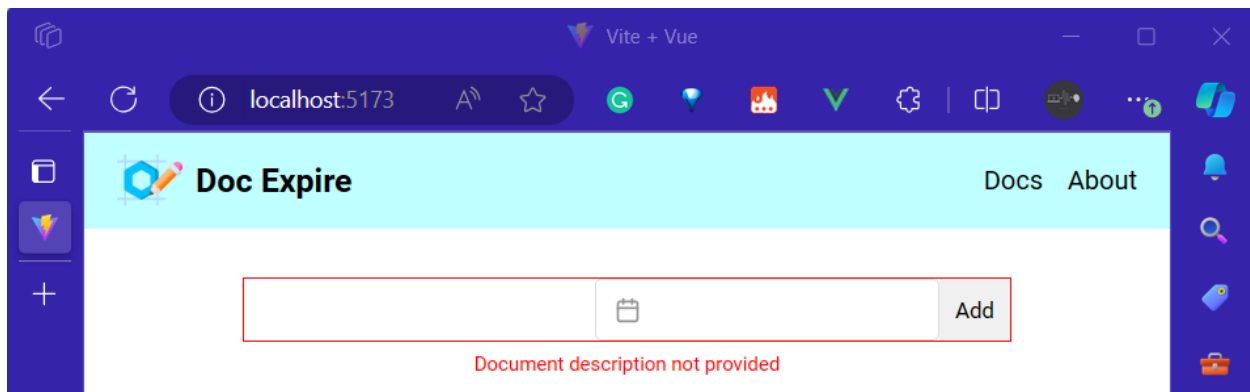 Vite + Vue
localhost:5173
Doc Expire
Docs About
Add
Document description not provided